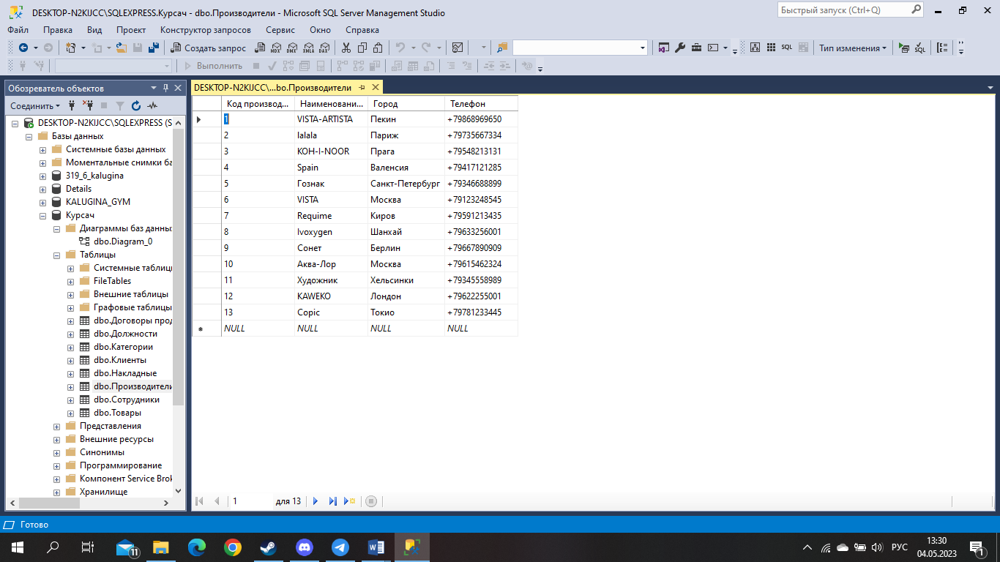 DESKTOP-N2KIJCC\SQLEXPRESS.Курсач - dbo.Производители - Microsoft SQL Server Management Studio
Быстрый запуск (Ctrl+Q)
Файл Правка Вид Проект Конструктор запросов Сервис Окно Справка
Создать запрос MDX DMX XMLA DAX SQL Тип изменения
Выполнить
Обозреватель объектов
Соединить
DESKTOP-N2KIJCC\SQLEXPRESS (S
Базы данных
Системные базы данных
Моментальные снимки ба
319_6_kalugina
Details
KALUGINA_GYM
Курсач
Диаграммы баз данны
dbo.Diagram_0
Таблицы
Системные таблиц
FileTables
Внешние таблицы
Графовые таблицы
dbo.Договоры прод
dbo.Должности
dbo.Категории
dbo.Клиенты
dbo.Накладные
dbo.Производители
dbo.Сотрудники
dbo.Товары
Представления
Внешние ресурсы
Синонимы
Программирование
Компонент Service Brok
Хранилище
DESKTOP-N2KIJCC\...bo.Производители
Код производ... Наименовани... Город Телефон
1 VISTA-ARTISTA Пекин +79868969650
2 lalala Париж +79735667334
3 KOH-I-NOOR Прага +79548213131
4 Spain Валенсия +79417121285
5 Гознак Санкт-Петербург +79346688899
6 VISTA Москва +79123248545
7 Requime Киров +79591213435
8 Ivoxygen Шанхай +79633256001
9 Сонет Берлин +79667890909
10 Аква-Лор Москва +79615462324
11 Художник Хельсинки +79345558989
12 KAWEKO Лондон +79622255001
13 Copic Токио +79781233445
NULL NULL NULL NULL
1 для 13
Готово
11
РУС
13:30
04.05.2023
1